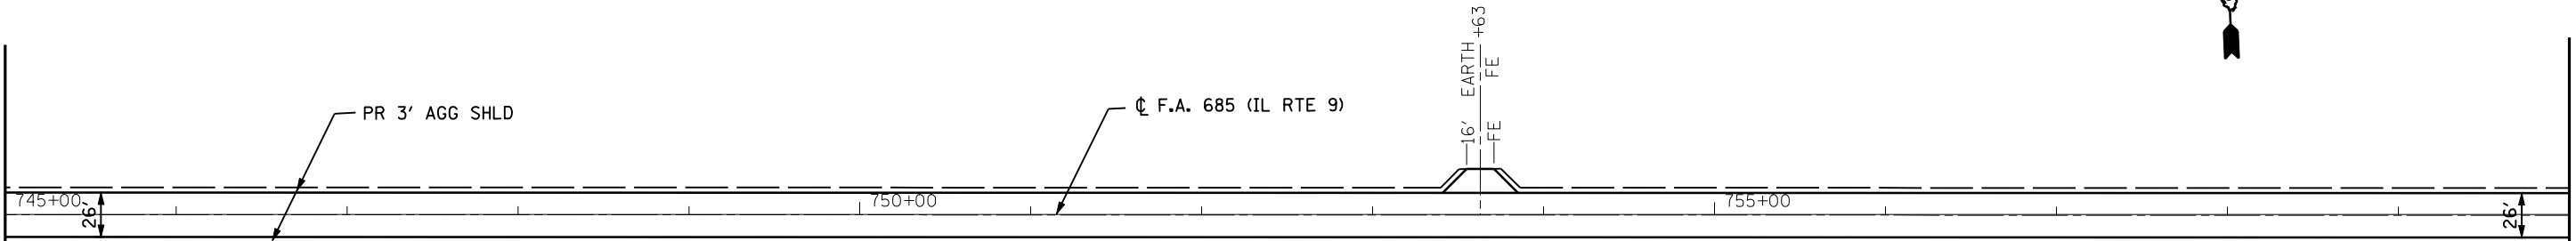 +63
EARTH
FE
PR 3' AGG SHLD
℄ F.A. 685 (IL RTE 9)
16'
FE
745+00
750+00
755+00
26'
26'